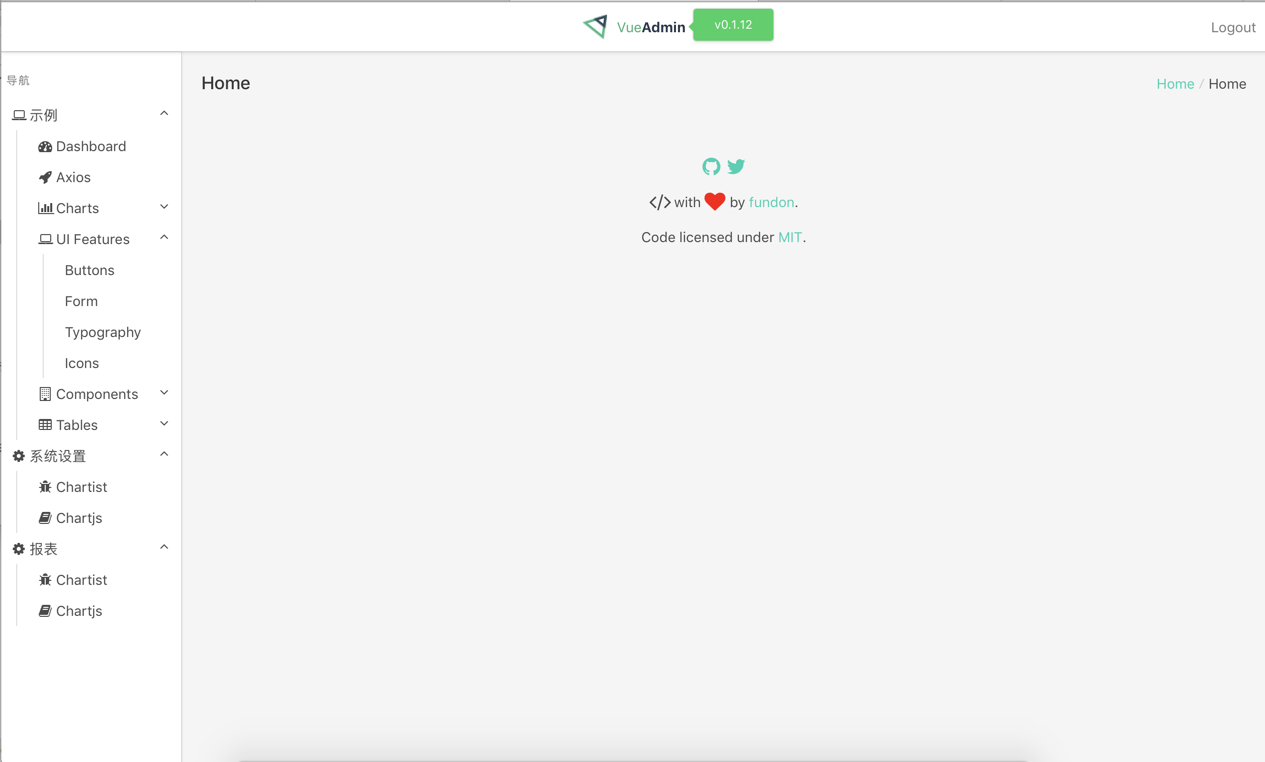 VueAdmin v0.1.12 Logout
导航
Home Home / Home
示例
Dashboard
Axios
Charts
UI Features
Buttons
Form
Typography
Icons
Components
Tables
系统设置
Chartist
Chartjs
报表
Chartist
Chartjs
</> with by fundon.
Code licensed under MIT.